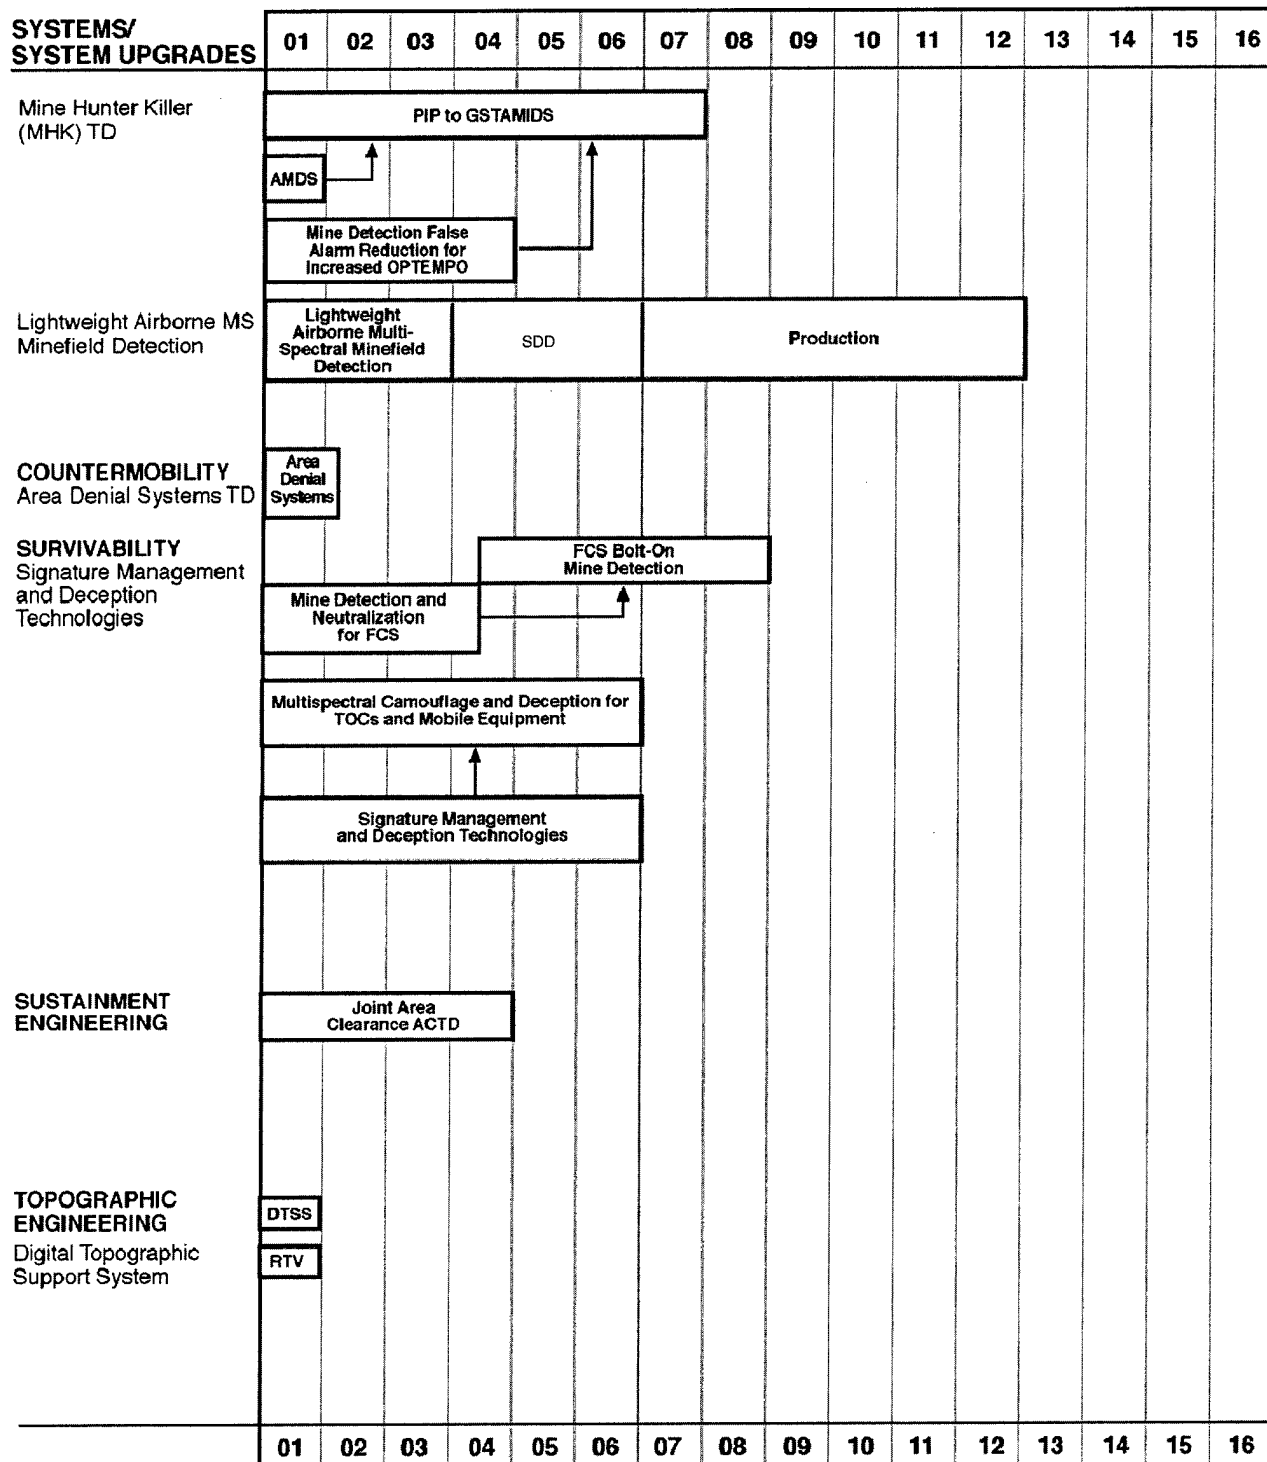 SYSTEMS/
SYSTEM UPGRADES
01 02 03 04 05 06 07 08 09 10 11 12 13 14 15 16
Mine Hunter Killer
(MHK) TD
PIP to GSTAMIDS
AMDS
Mine Detection False
Alarm Reduction for
Increased OPTEMPO
Lightweight Airborne MS
Minefield Detection
Lightweight
Airborne Multi-
Spectral Minefield
Detection
SDD
Production
COUNTERMOBILITY
Area Denial Systems TD
Area
Denial
Systems
SURVIVABILITY
Signature Management
and Deception
Technologies
FCS Bolt-On
Mine Detection
Mine Detection and
Neutralization
for FCS
Multispectral Camouflage and Deception for
TOCs and Mobile Equipment
Signature Management
and Deception Technologies
SUSTAINMENT
ENGINEERING
Joint Area
Clearance ACTD
TOPOGRAPHIC
ENGINEERING
Digital Topographic
Support System
DTSS
RTV
01 02 03 04 05 06 07 08 09 10 11 12 13 14 15 16